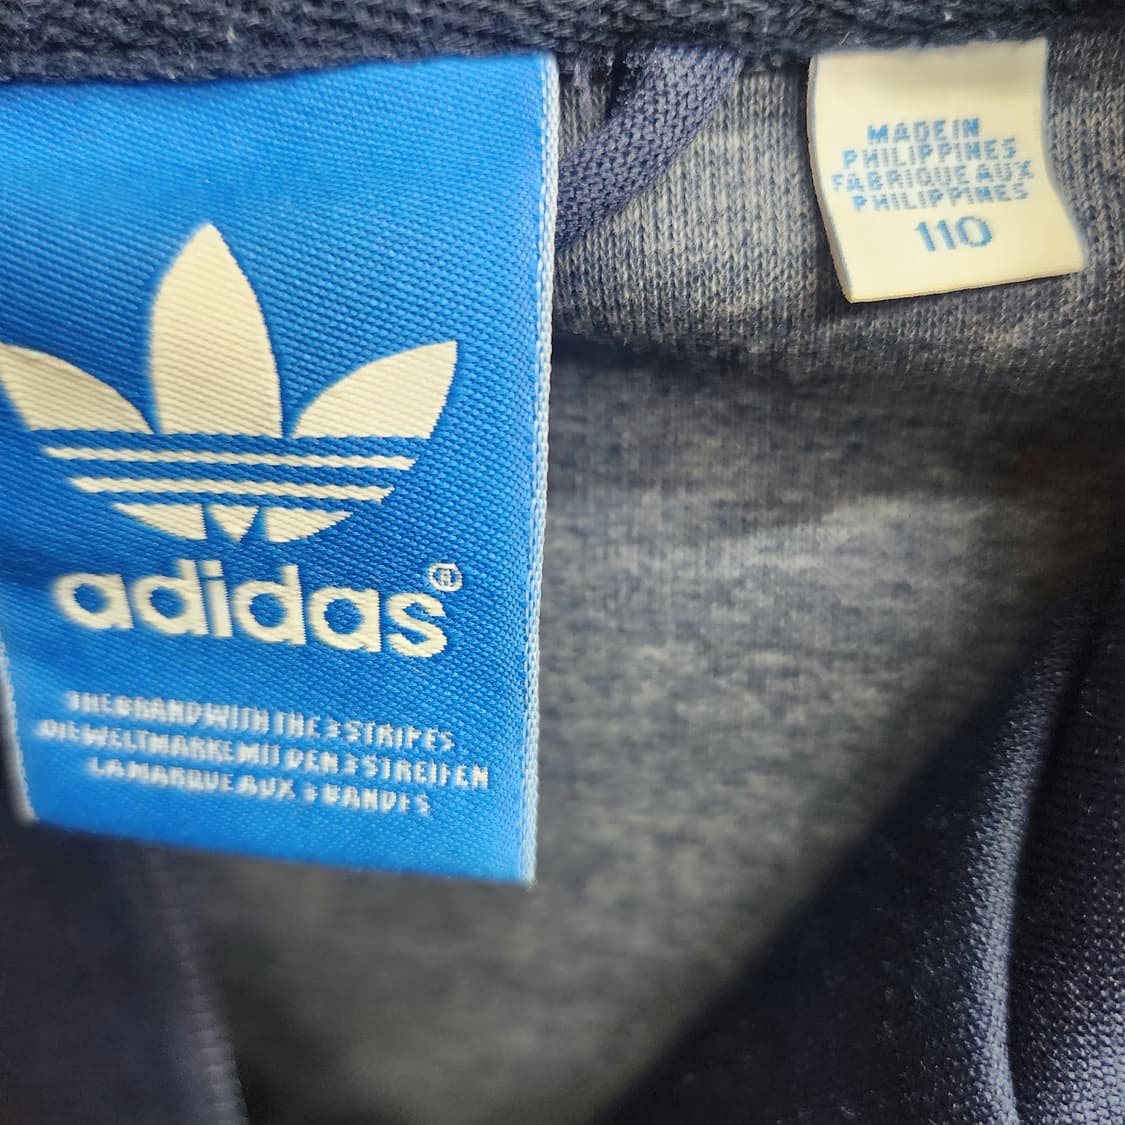 adidas®
THE BRAND WITH THE 3 STRIPES
DIE WELTMARKE MIT DEN 3 STREIFEN
LA MARQUE AUX 3 BANDES
MADE IN
PHILIPPINES
FABRIQUE AUX
PHILIPPINES
110